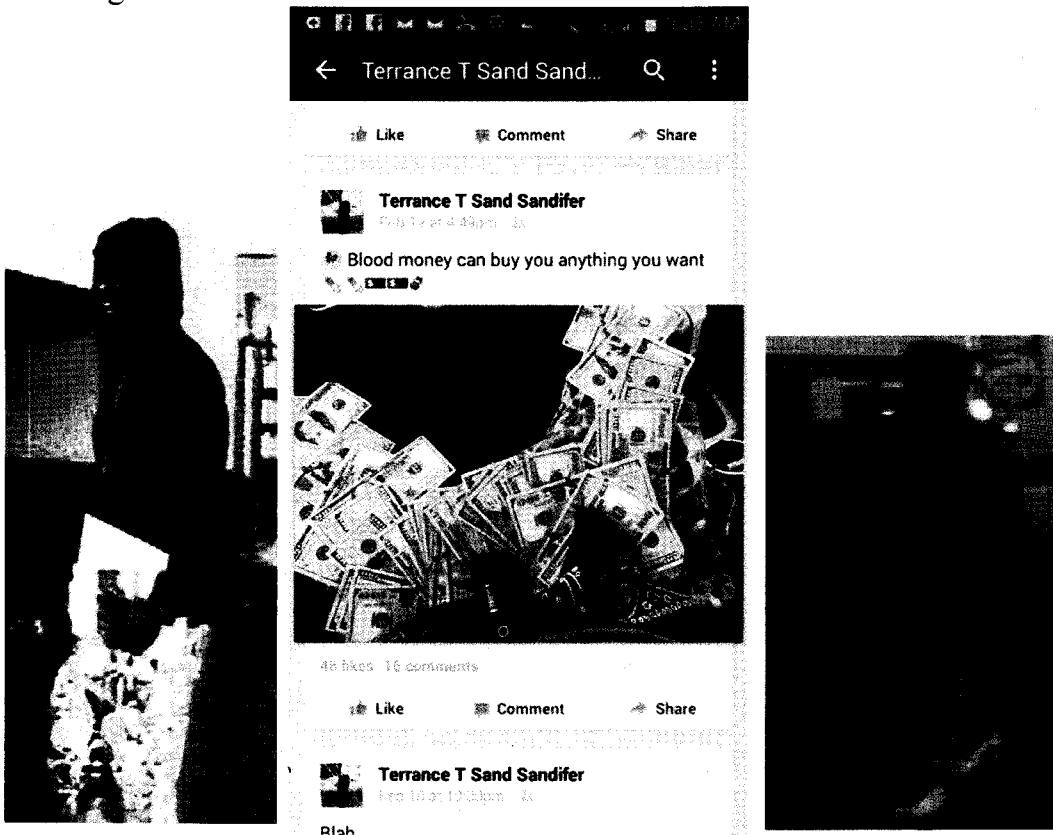 Terrance T Sand Sand...
Like Comment Share
Terrance T Sand Sandifer
Blood money can buy you anything you want
48 likes 16 comments
Like Comment Share
Terrance T Sand Sandifer
Blah